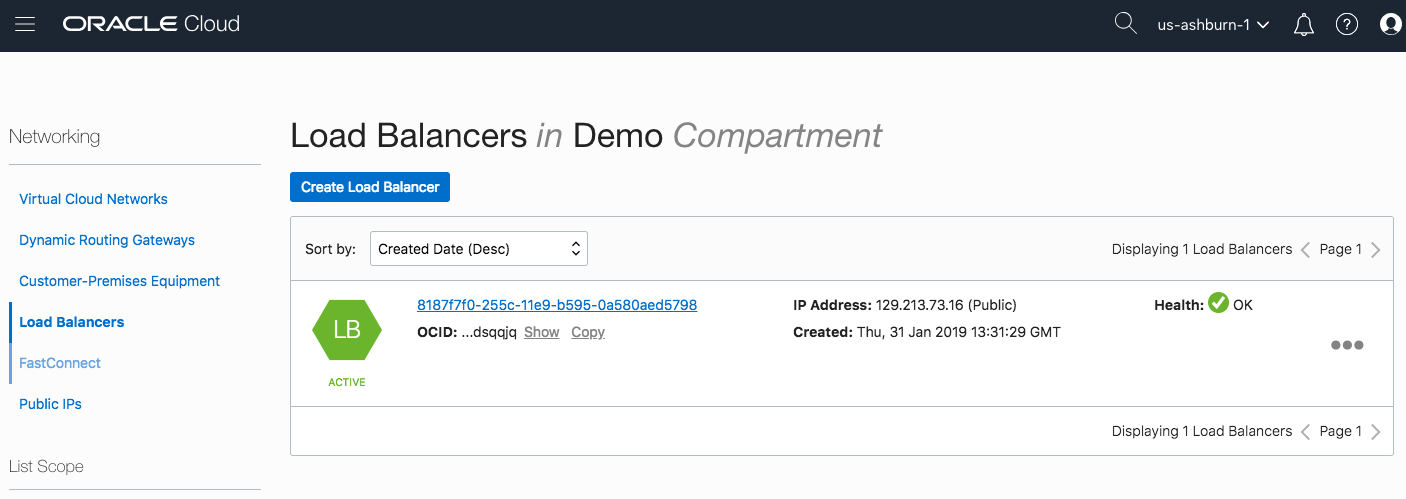 ORACLE Cloud
us-ashburn-1
?
Networking
Virtual Cloud Networks
Dynamic Routing Gateways
Customer-Premises Equipment
Load Balancers
FastConnect
Public IPs
List Scope
Load Balancers in Demo Compartment
Create Load Balancer
Sort by: Created Date (Desc) Displaying 1 Load Balancers Page 1
LB
ACTIVE
8187f7f0-255c-11e9-b595-0a580aed5798
OCID: ...dsqqjq Show Copy
IP Address: 129.213.73.16 (Public)
Created: Thu, 31 Jan 2019 13:31:29 GMT
Health: OK
Displaying 1 Load Balancers Page 1